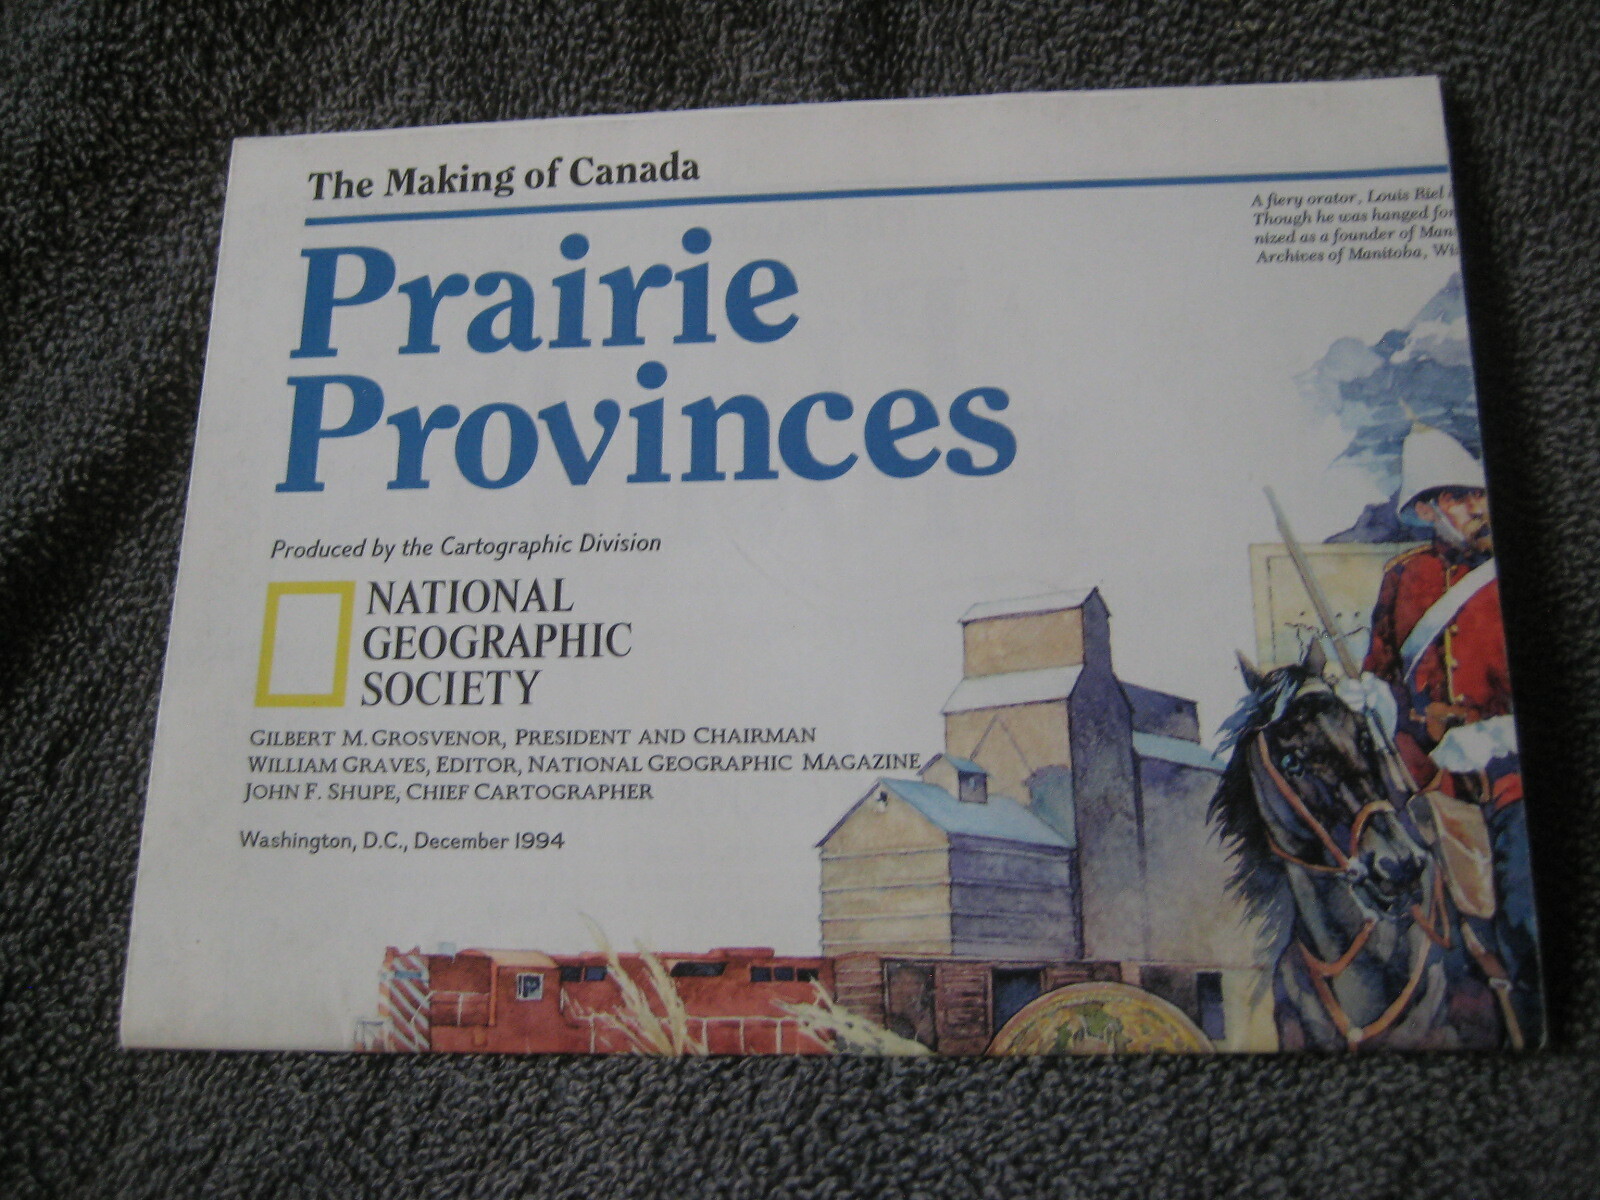 The Making of Canada
A fiery orator, Louis Riel
Though he was hanged for
nized as a founder of
Archives of Manitoba,
Prairie
Provinces
Produced by the Cartographic Division
NATIONAL
GEOGRAPHIC
SOCIETY
GILBERT M. GROSVENOR, PRESIDENT AND CHAIRMAN
WILLIAM GRAVES, EDITOR, NATIONAL GEOGRAPHIC MAGAZINE
JOHN F. SHUPE, CHIEF CARTOGRAPHER
Washington, D.C., December 1994